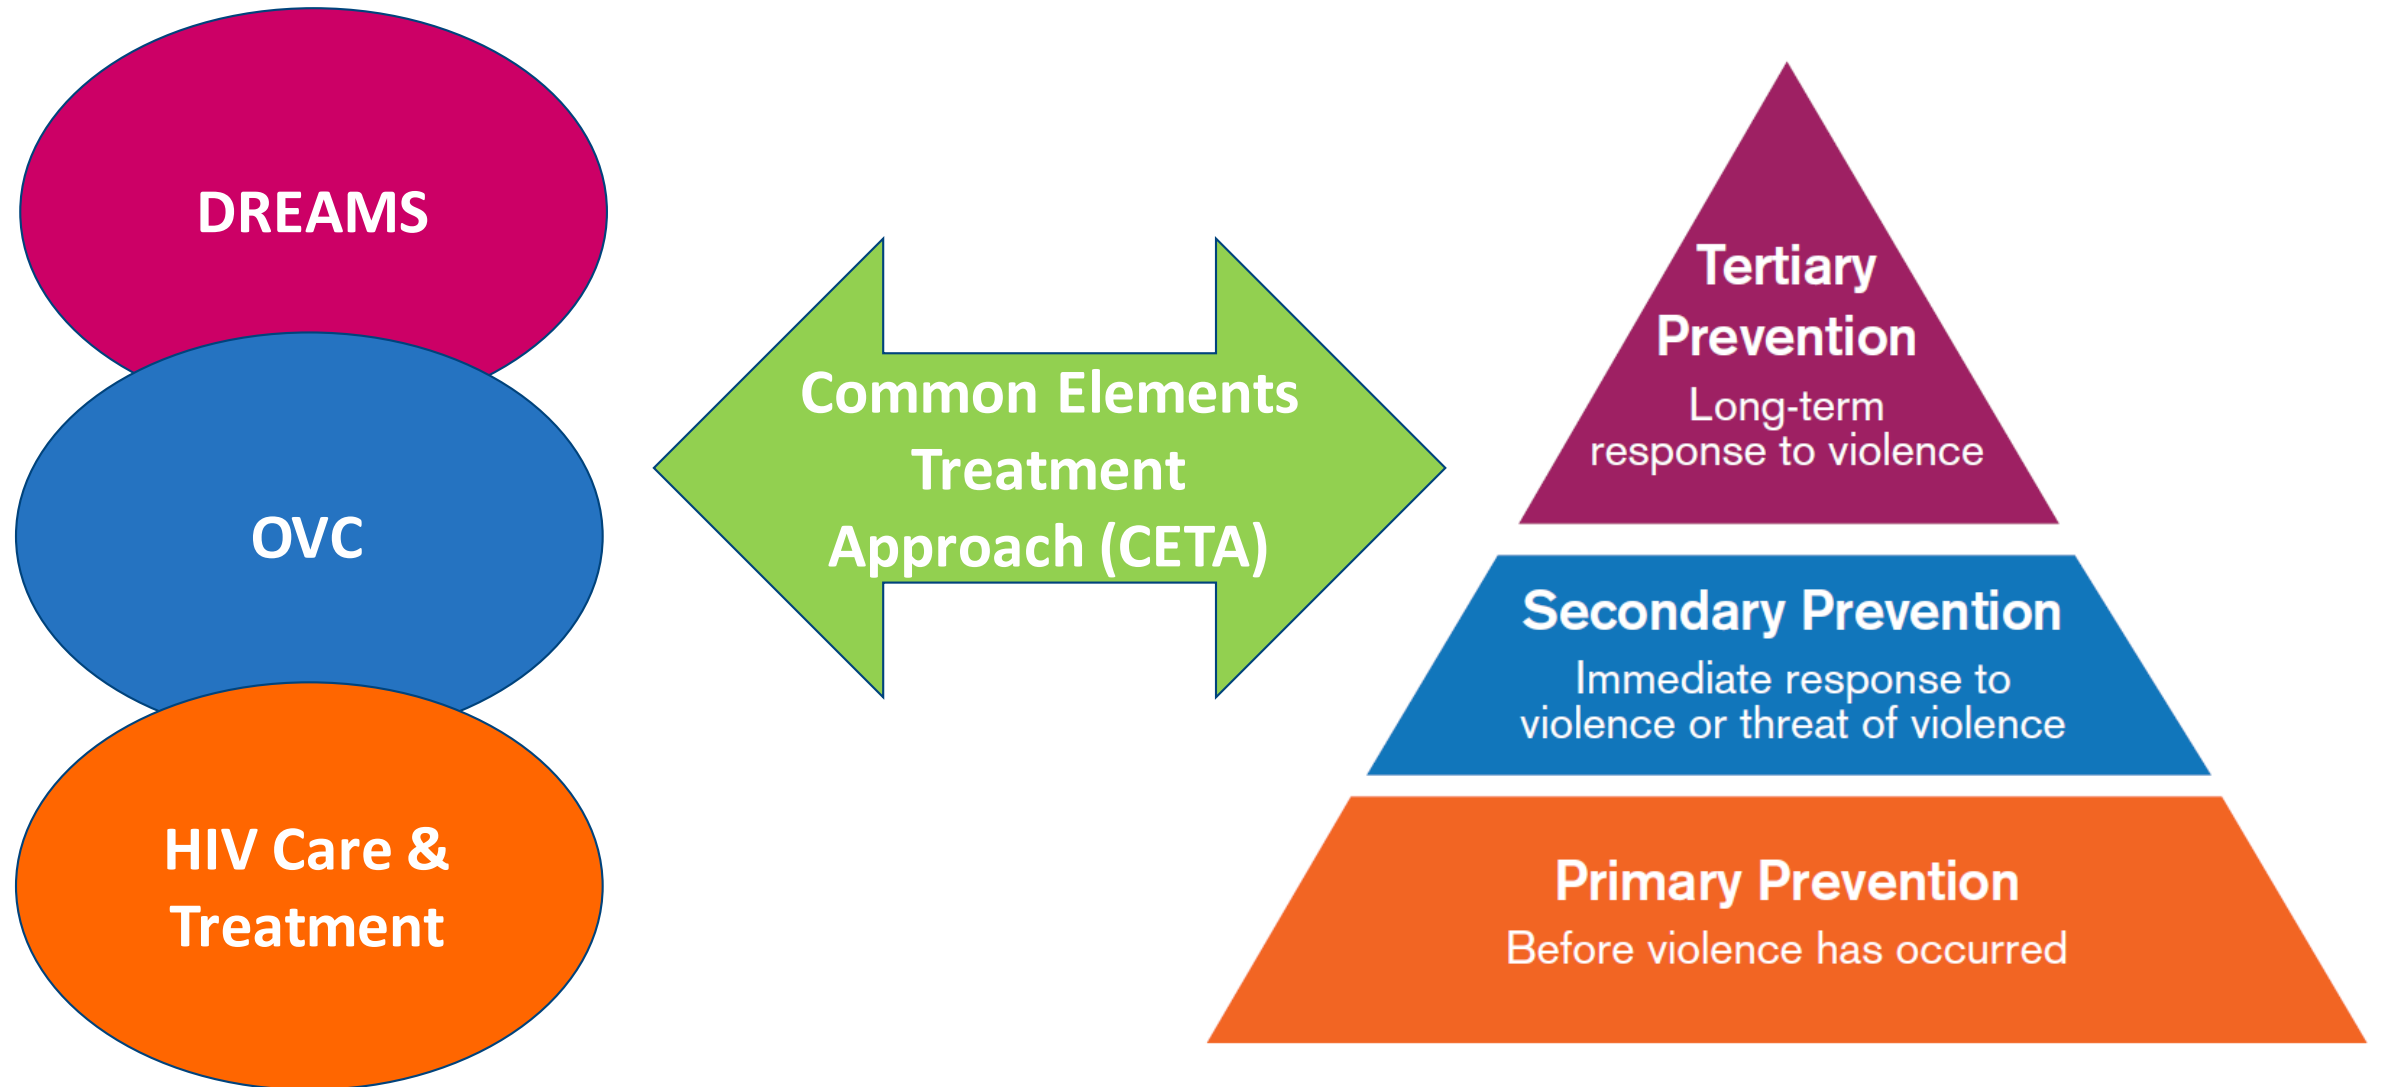 DREAMS
OVC
HIV Care &
Treatment
Common Elements
Treatment
Approach (CETA)
Tertiary
Prevention
Long-term
response to violence
Secondary Prevention
Immediate response to
violence or threat of violence
Primary Prevention
Before violence has occurred